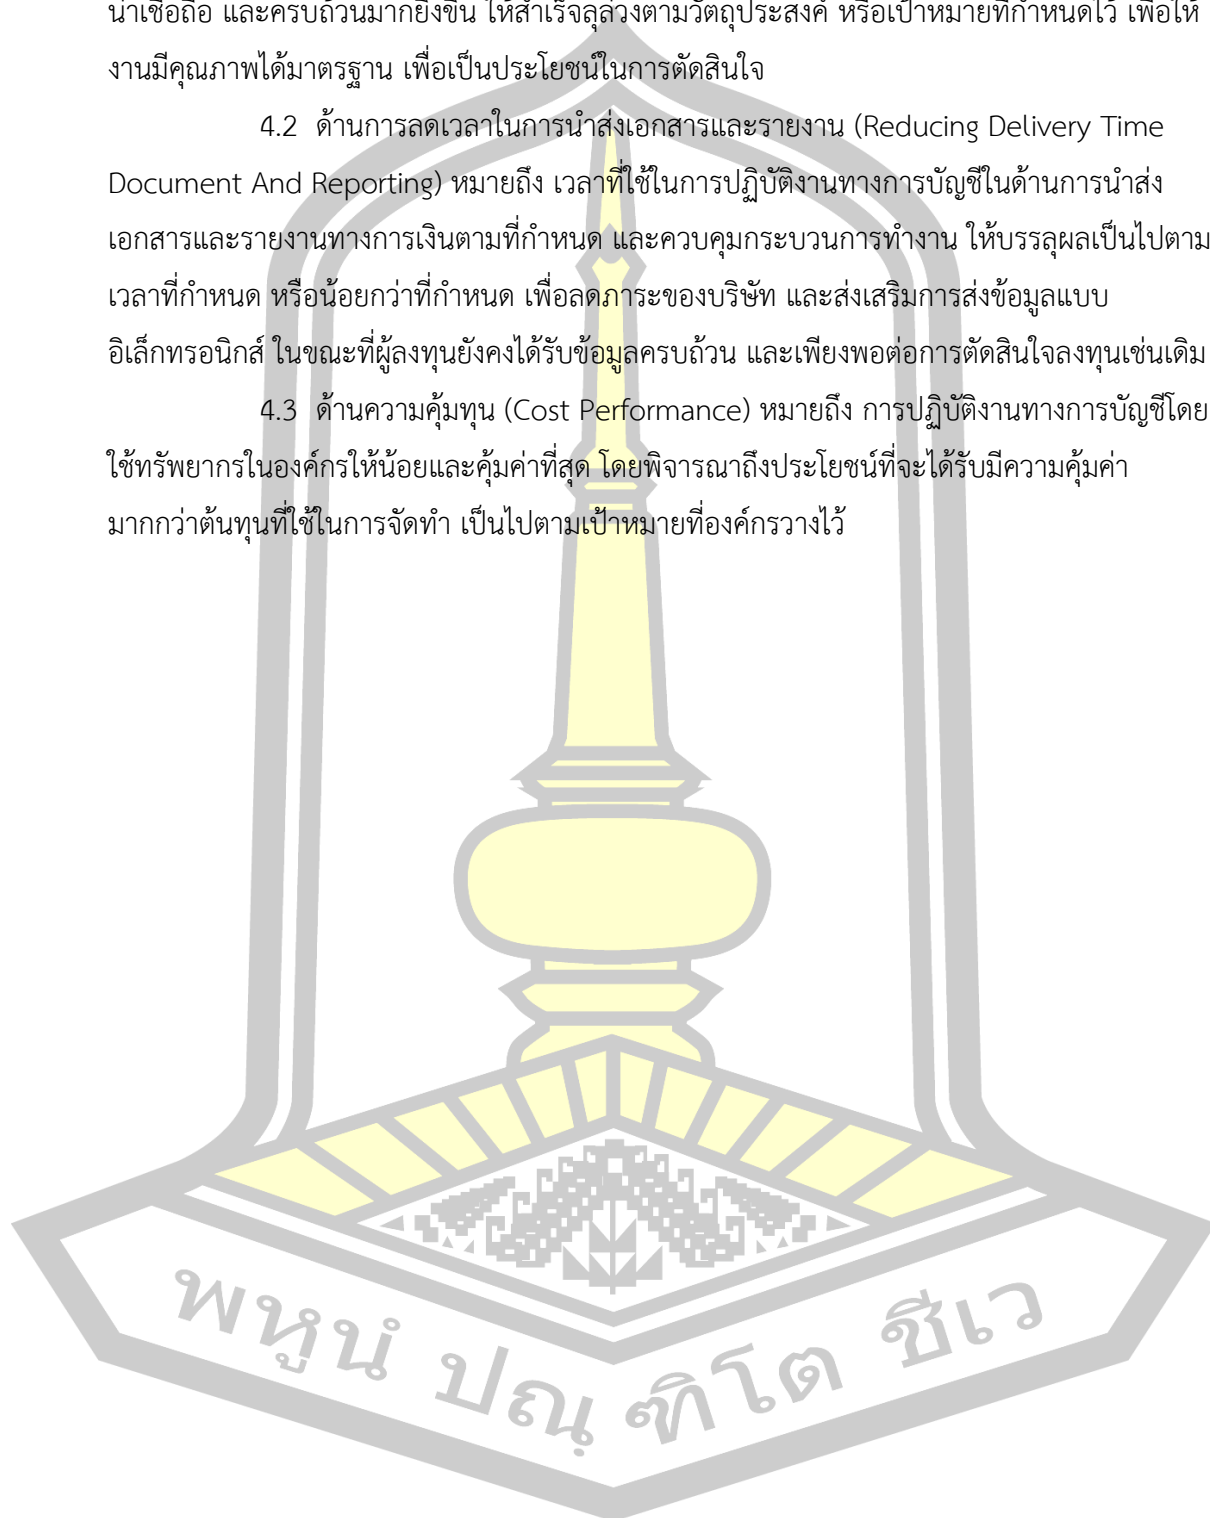 น่าเชื่อถือ และครบถ้วนมากยิ่งขึ้น ให้สำเร็จลุล่วงตามวัตถุประสงค์ หรือเป้าหมายที่กำหนดไว้ เพื่อให้
งานมีคุณภาพได้มาตรฐาน เพื่อเป็นประโยชน์ในการตัดสินใจ
4.2 ด้านการลดเวลาในการนำส่งเอกสารและรายงาน (Reducing Delivery Time
Document And Reporting) หมายถึง เวลาที่ใช้ในการปฏิบัติงานทางการบัญชีในด้านการนำส่ง
เอกสารและรายงานทางการเงินตามที่กำหนด และควบคุมกระบวนการทำงาน ให้บรรลุผลเป็นไปตาม
เวลาที่กำหนด หรือน้อยกว่าที่กำหนด เพื่อลดภาระของบริษัท และส่งเสริมการส่งข้อมูลแบบ
อิเล็กทรอนิกส์ ในขณะที่ผู้ลงทุนยังคงได้รับข้อมูลครบถ้วน และเพียงพอต่อการตัดสินใจลงทุนเช่นเดิม
4.3 ด้านความคุ้มทุน (Cost Performance) หมายถึง การปฏิบัติงานทางการบัญชีโดย
ใช้ทรัพยากรในองค์กรให้น้อยและคุ้มค่าที่สุด โดยพิจารณาถึงประโยชน์ที่จะได้รับมีความคุ้มค่า
มากกว่าต้นทุนที่ใช้ในการจัดทำ เป็นไปตามเป้าหมายที่องค์กรวางไว้
พหูนํ ปณฺฑิโต ชีเว